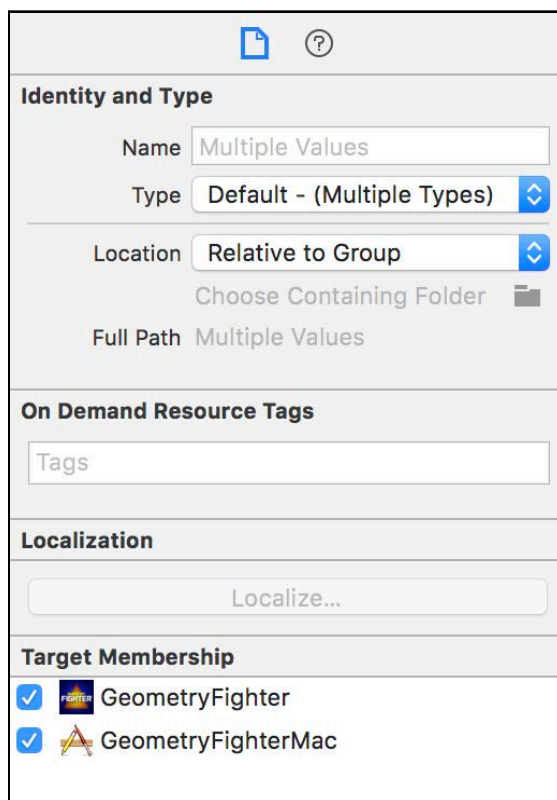 Identity and Type
Name Multiple Values
Type Default - (Multiple Types)
Location Relative to Group
Choose Containing Folder
Full Path Multiple Values
On Demand Resource Tags
Tags
Localization
Localize...
Target Membership
FIGHTER GeometryFighter
GeometryFighterMac